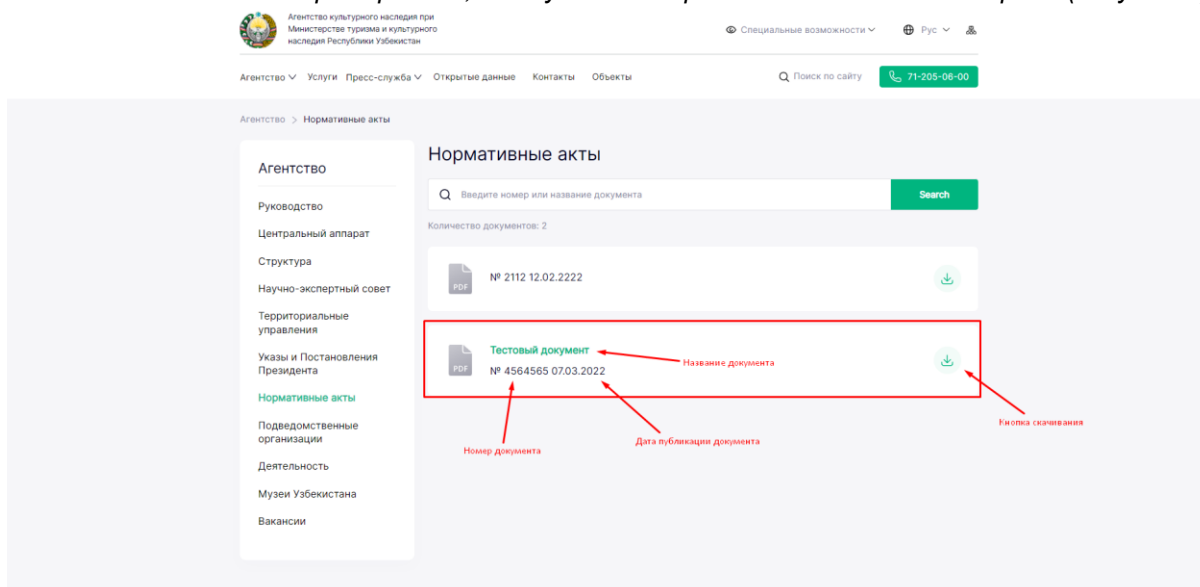 Агентство культурного наследия при
Министерстве туризма и культурного
наследия Республики Узбекистан
Специальные возможности
Рус
Агентство
Услуги
Пресс-служба
Открытые данные
Контакты
Объекты
Поиск по сайту
71-205-06-00
Агентство > Нормативные акты
Агентство
Руководство
Центральный аппарат
Структура
Научно-экспертный совет
Территориальные
управления
Указы и Постановления
Президента
Нормативные акты
Подведомственные
организации
Деятельность
Музеи Узбекистана
Вакансии
Нормативные акты
Введите номер или название документа
Search
Количество документов: 2
PDF
№ 2112 12.02.2222
PDF
Тестовый документ
№ 4564565 07.03.2022
Название документа
Номер документа
Дата публикации документа
Кнопка скачивания